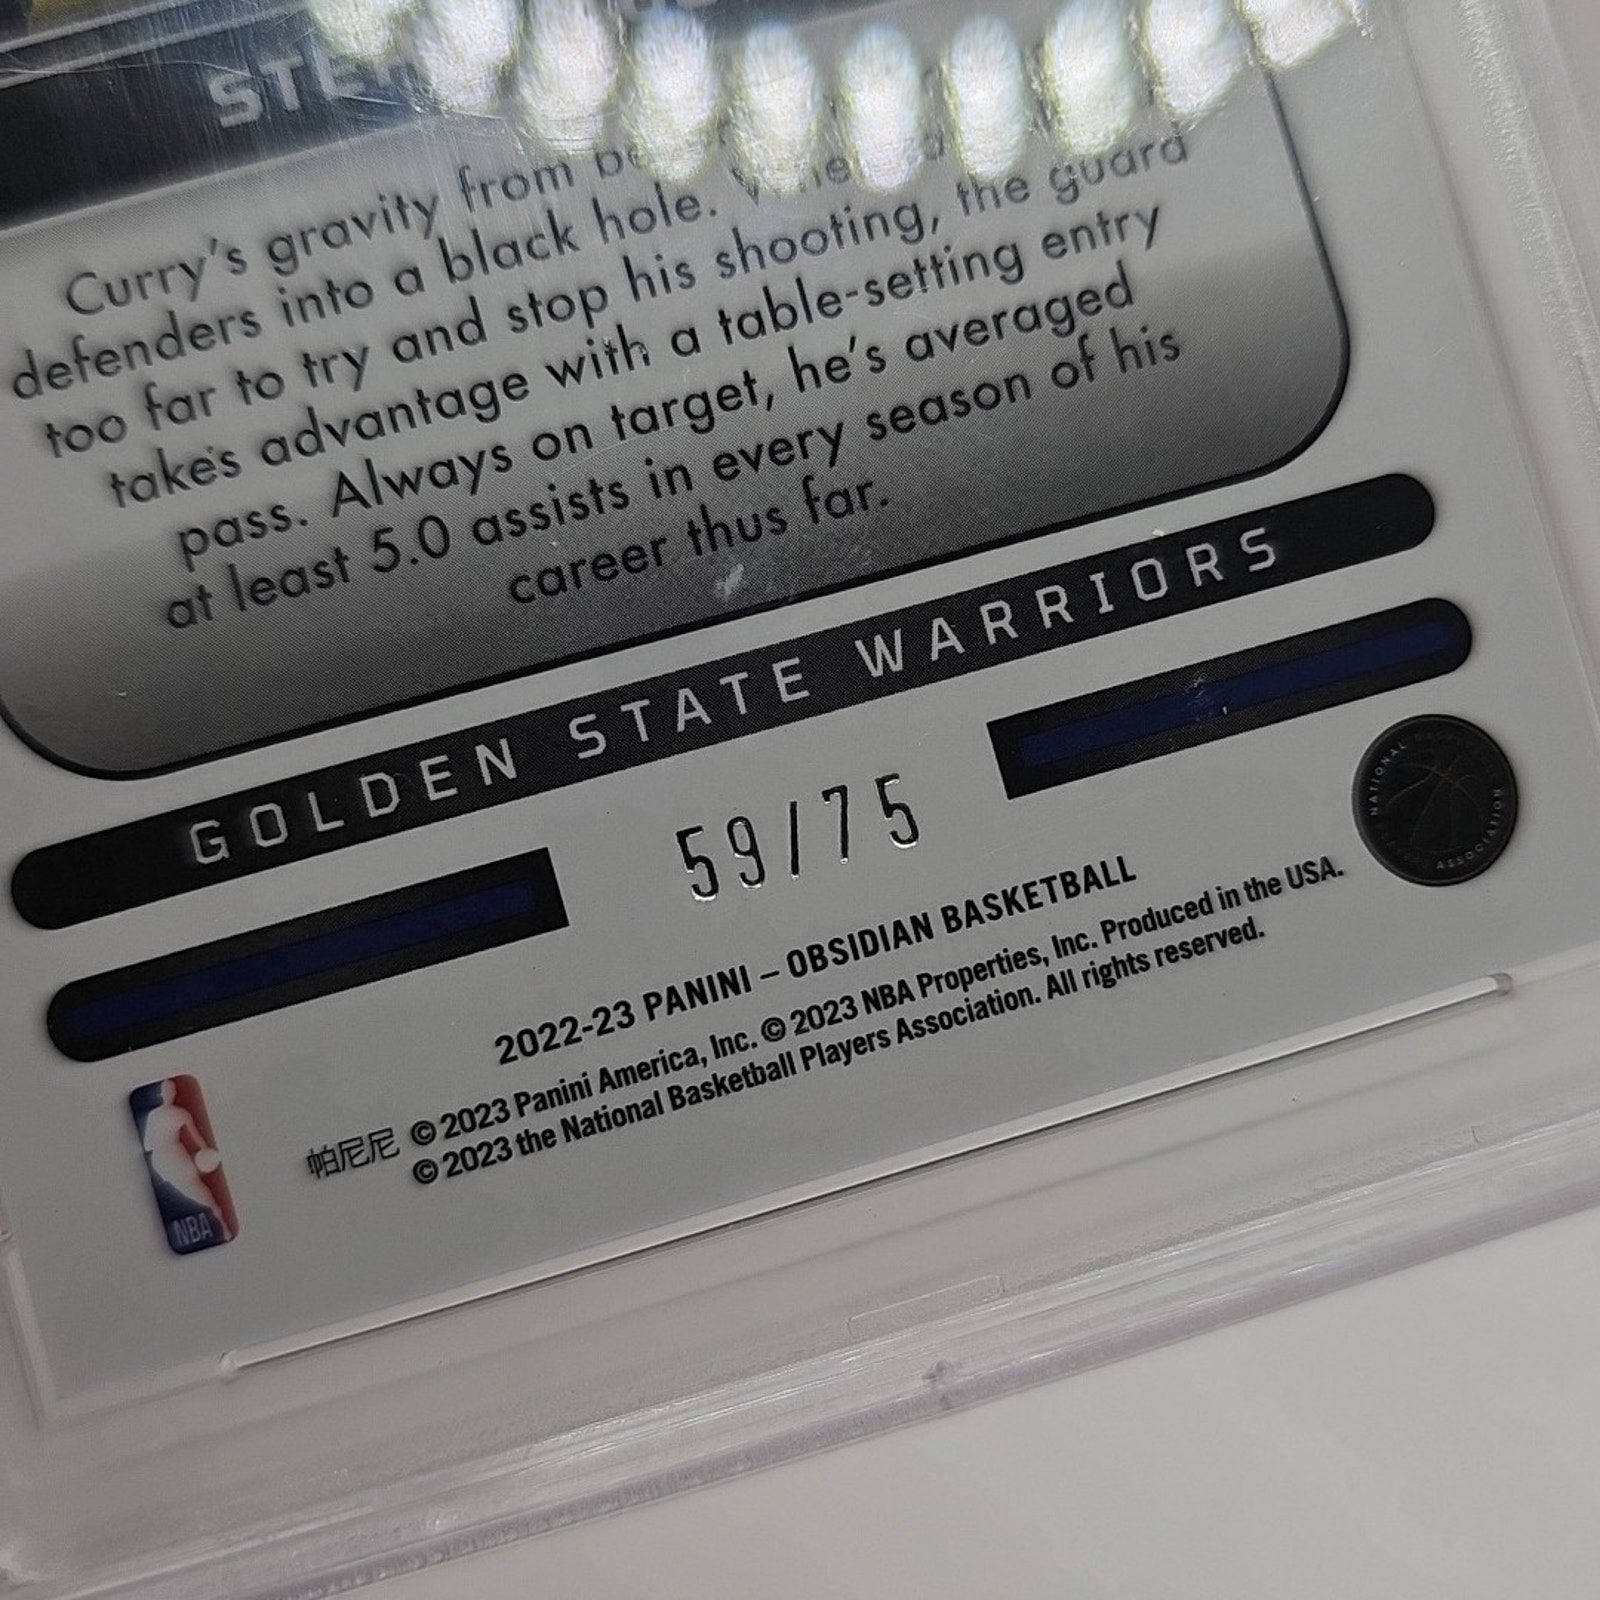 Curry's gravity from
defenders into a black hole.
too far to try and stop his shooting, the guard
takes advantage with a table-setting entry
pass. Always on target, he's averaged
at least 5.0 assists in every season of his
career thus far.
GOLDEN STATE WARRIORS
59/75
2022-23 PANINI – OBSIDIAN BASKETBALL
帕尼尼 © 2023 Panini America, Inc. © 2023 NBA Properties, Inc. Produced in the USA.
© 2023 the National Basketball Players Association. All rights reserved.
NATIONAL BASKETBALL
ASSOCIATION
NBA